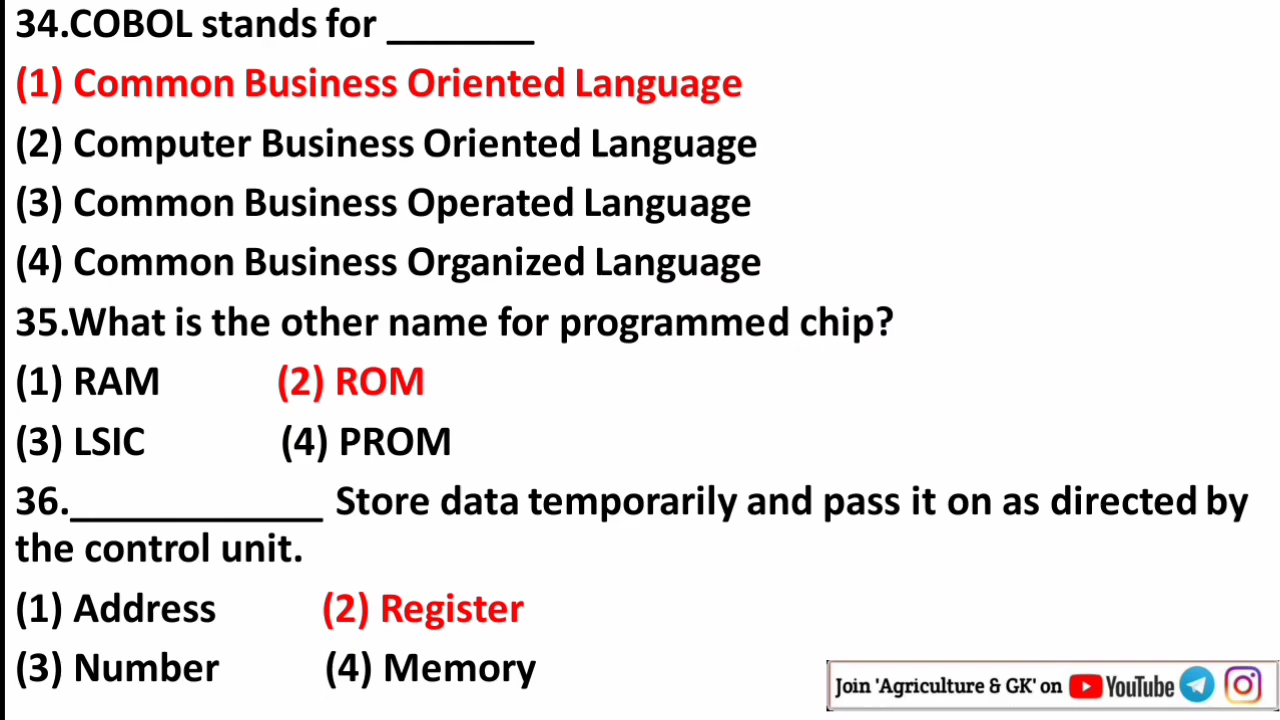 34.COBOL stands for _______
(1) Common Business Oriented Language
(2) Computer Business Oriented Language
(3) Common Business Operated Language
(4) Common Business Organized Language
35.What is the other name for programmed chip?
(1) RAM (2) ROM
(3) LSIC (4) PROM
36.____________ Store data temporarily and pass it on as directed by
the control unit.
(1) Address (2) Register
(3) Number (4) Memory
Join 'Agriculture & GK' on YouTube